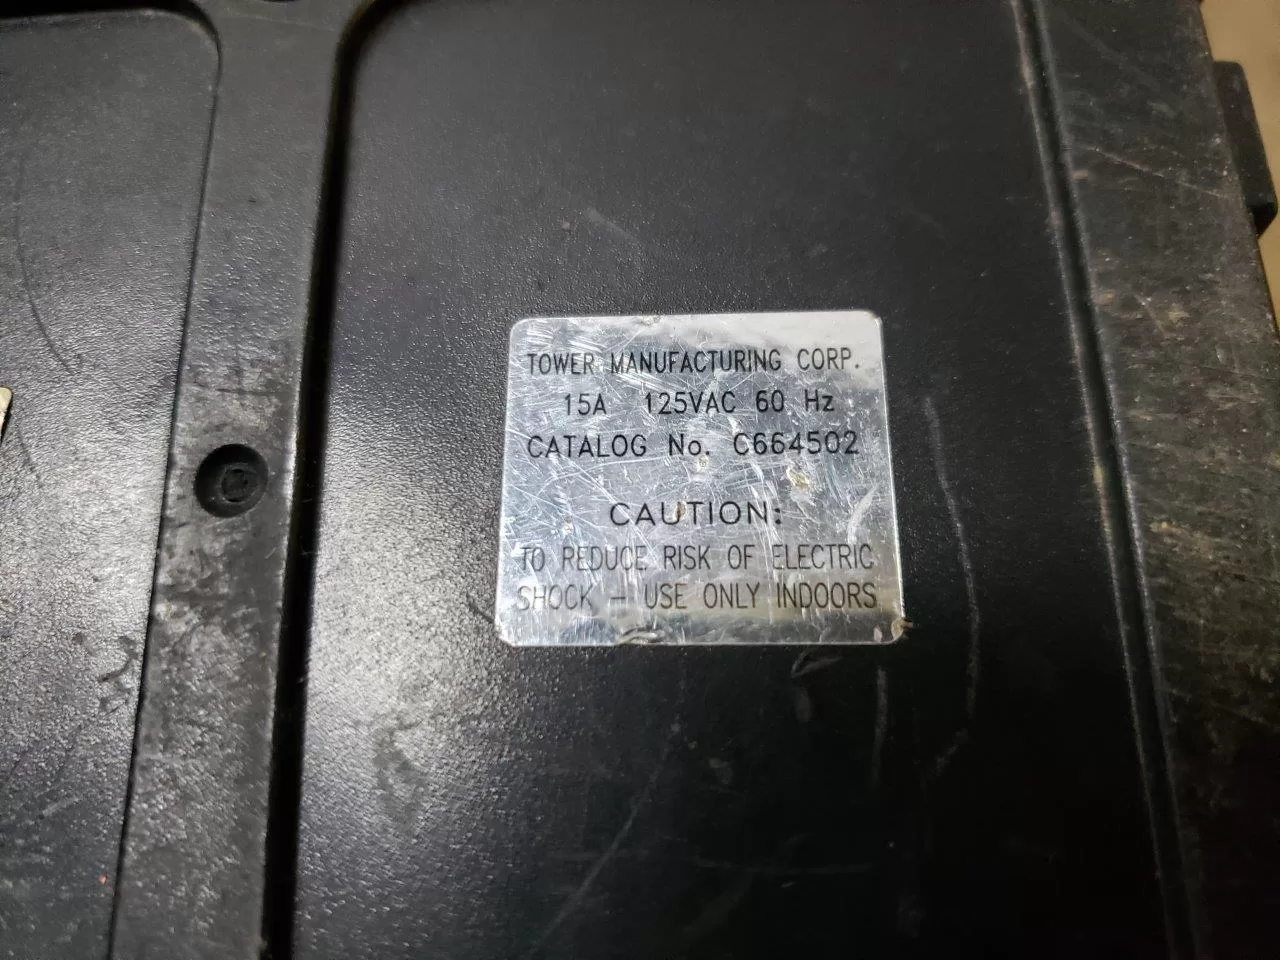 TOWER MANUFACTURING CORP.
15A 125VAC 60 Hz
CATALOG No. C664502
CAUTION:
TO REDUCE RISK OF ELECTRIC
SHOCK - USE ONLY INDOORS